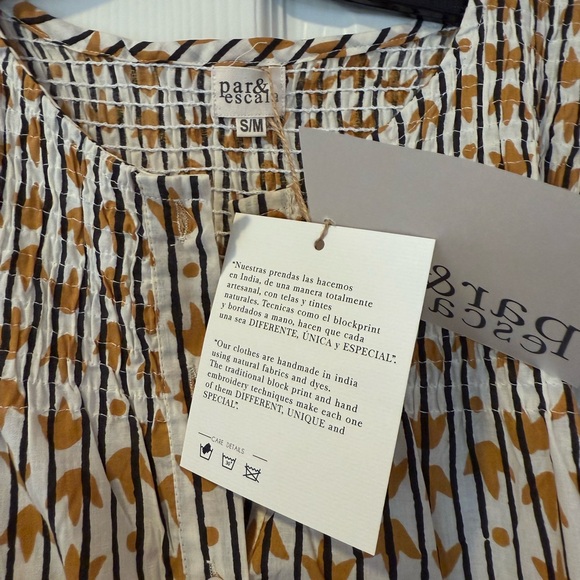 par&
escala
S/M
par&
escala
"Nuestras prendas las hacemos
en India, de una manera totalmente
artesanal, con telas y tintes
naturales. Tecnicas como el blockprint
y bordados a mano, hacen que cada
una sea DIFERENTE, ÚNICA y ESPECIAL".
"Our clothes are handmade in india
using natural fabrics and dyes.
The traditional block print and hand
embroidery techniques make each one
of them DIFFERENT, UNIQUE and
SPECIAL".
CARE DETAILS